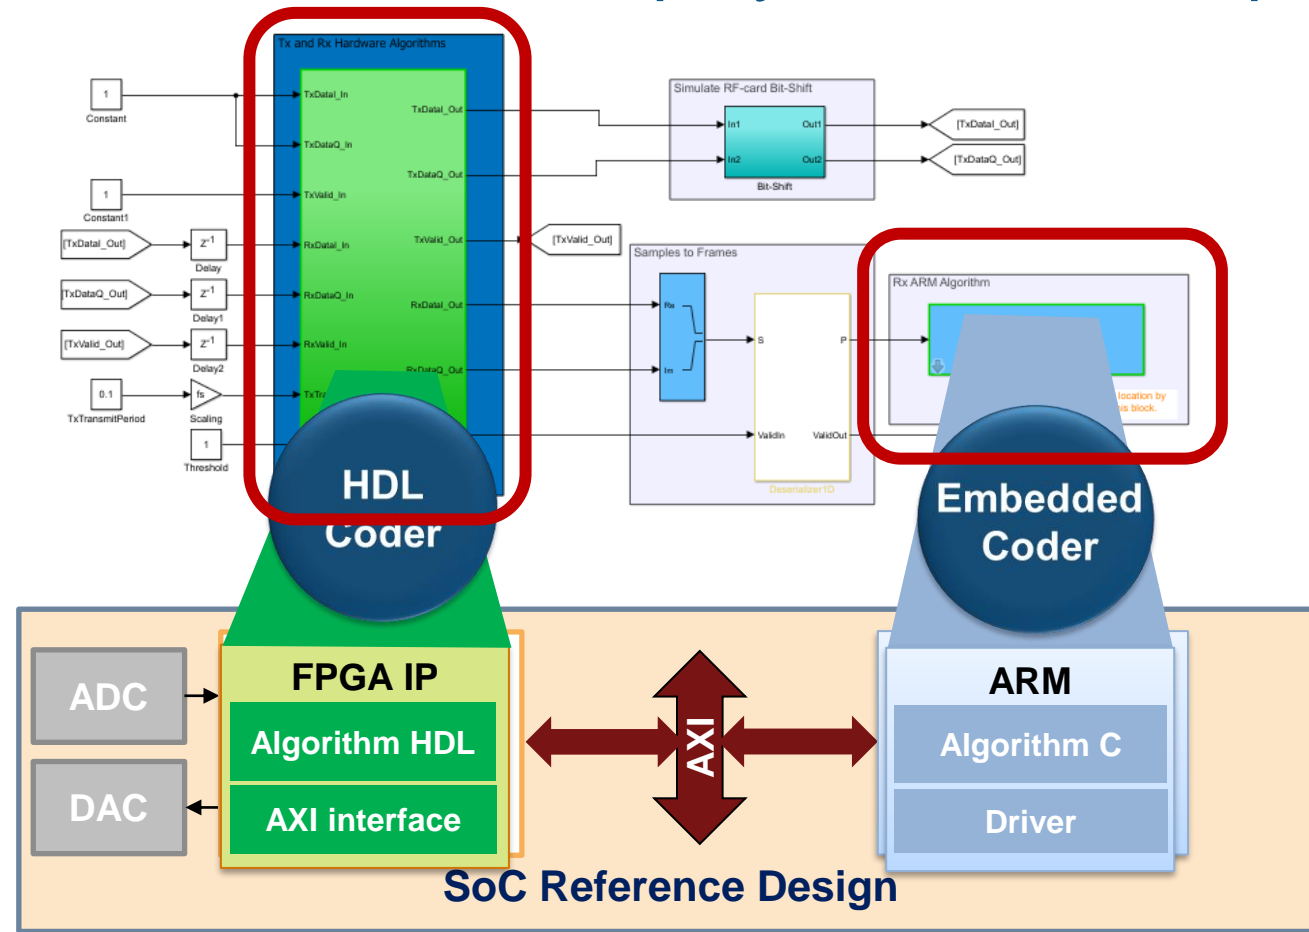 Tx and Rx Hardware Algorithms
1
Constant
1
Constant1
[TxDataI_Out]
Z-1
Delay
[TxDataQ_Out]
Z-1
Delay1
[TxValid_Out]
Z-1
Delay2
0.1
TxTransmitPeriod
fs
Scaling
1
Threshold
TxDataI_In
TxDataQ_In
TxValid_In
RxDataI_In
RxDataQ_In
RxValid_In
TxDataI_Out
TxDataQ_Out
TxValid_Out
RxDataI_Out
RxDataQ_Out
[TxValid_Out]
Simulate RF-card Bit-Shift
In1
Out1
In2
Out2
Bit-Shift
[TxDataI_Out]
[TxDataQ_Out]
Samples to Frames
Re
Im
S
P
ValidIn
ValidOut
Deserializer1D
Rx ARM Algorithm
location by
block.
HDL
Coder
Embedded
Coder
ADC
DAC
FPGA IP
Algorithm HDL
AXI interface
AXI
ARM
Algorithm C
Driver
SoC Reference Design